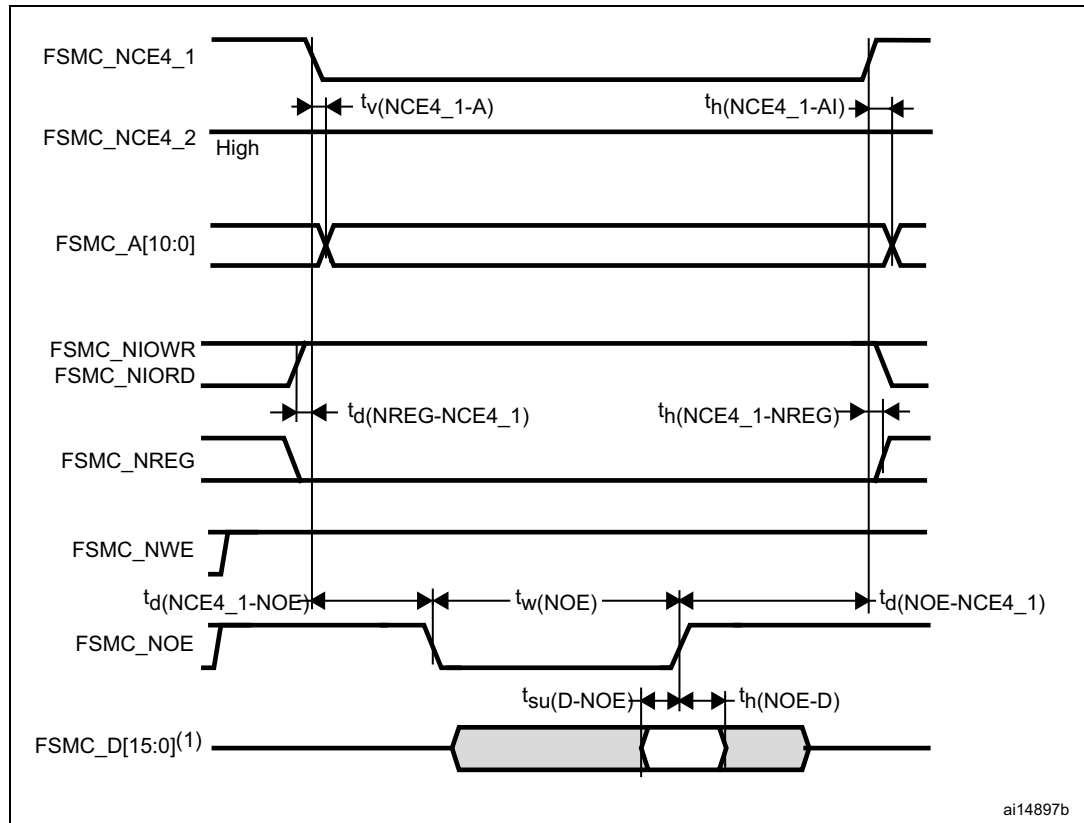 FSMC_NCE4_1
tv(NCE4_1-A)
th(NCE4_1-AI)
FSMC_NCE4_2
High
FSMC_A[10:0]
FSMC_NIOWR
FSMC_NIORD
td(NREG-NCE4_1)
th(NCE4_1-NREG)
FSMC_NREG
FSMC_NWE
td(NCE4_1-NOE)
tw(NOE)
td(NOE-NCE4_1)
FSMC_NOE
tsu(D-NOE)
th(NOE-D)
FSMC_D[15:0](1)
ai14897b